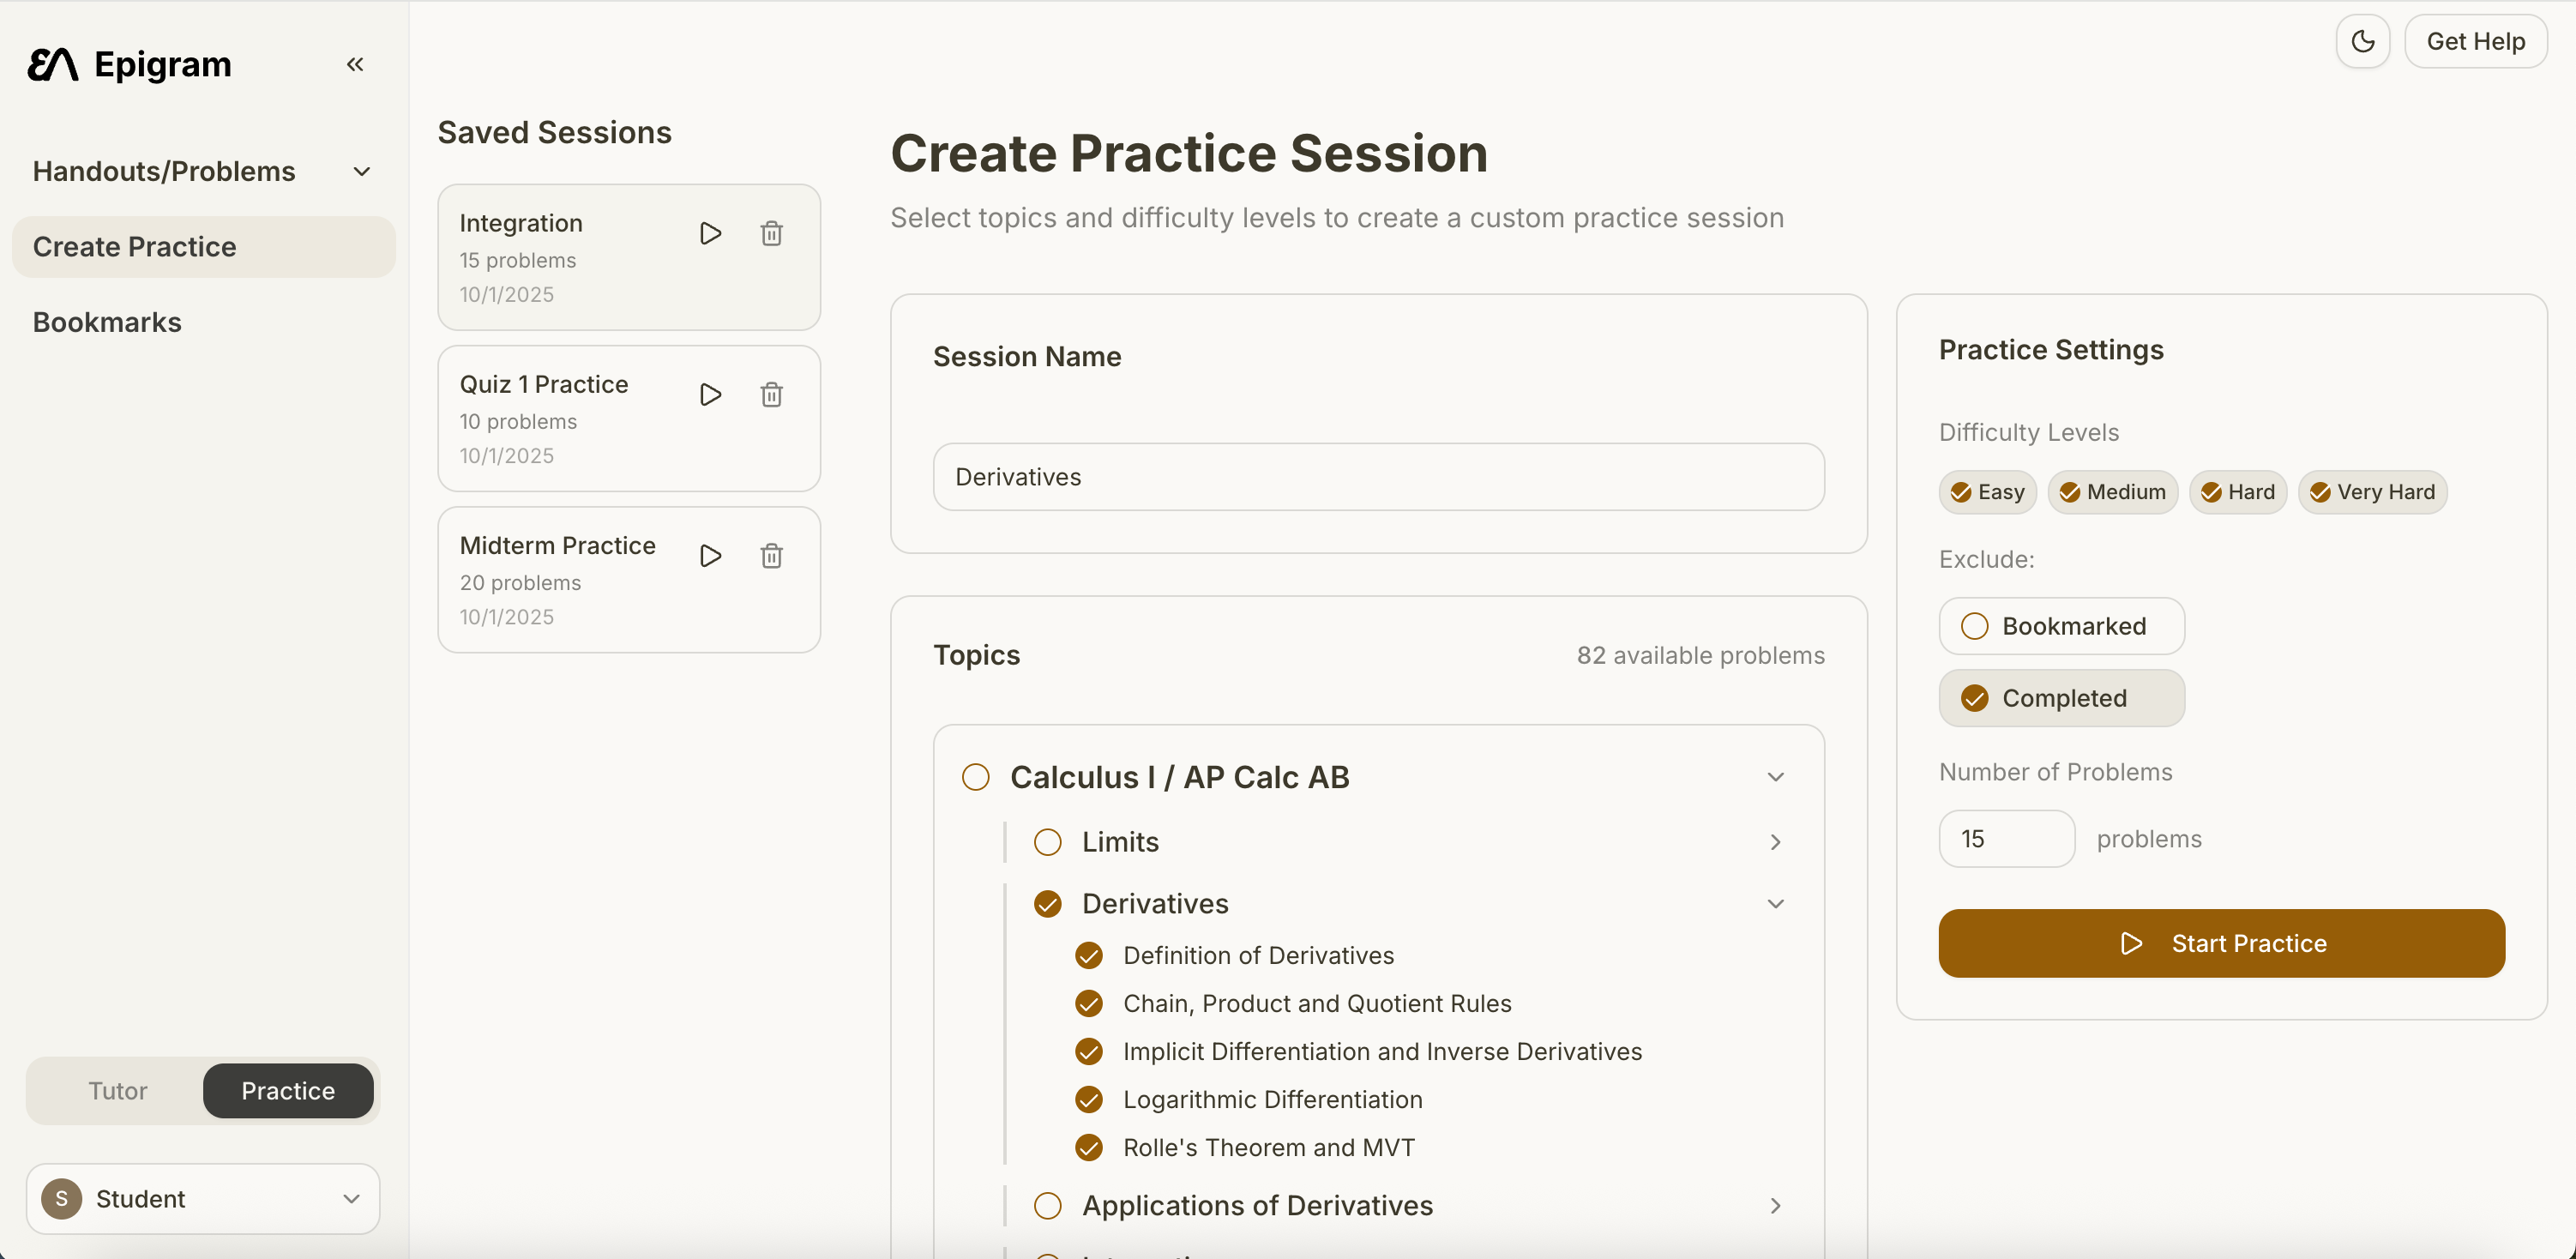 Epigram
Handouts/Problems
Create Practice
Bookmarks
Tutor
Practice
S
Student
Get Help
Saved Sessions
Integration
15 problems
10/1/2025
Quiz 1 Practice
10 problems
10/1/2025
Midterm Practice
20 problems
10/1/2025
Create Practice Session
Select topics and difficulty levels to create a custom practice session
Session Name
Derivatives
Topics
82 available problems
Calculus I / AP Calc AB
Limits
Derivatives
Definition of Derivatives
Chain, Product and Quotient Rules
Implicit Differentiation and Inverse Derivatives
Logarithmic Differentiation
Rolle's Theorem and MVT
Applications of Derivatives
Practice Settings
Difficulty Levels
Easy
Medium
Hard
Very Hard
Exclude:
Bookmarked
Completed
Number of Problems
15
problems
Start Practice